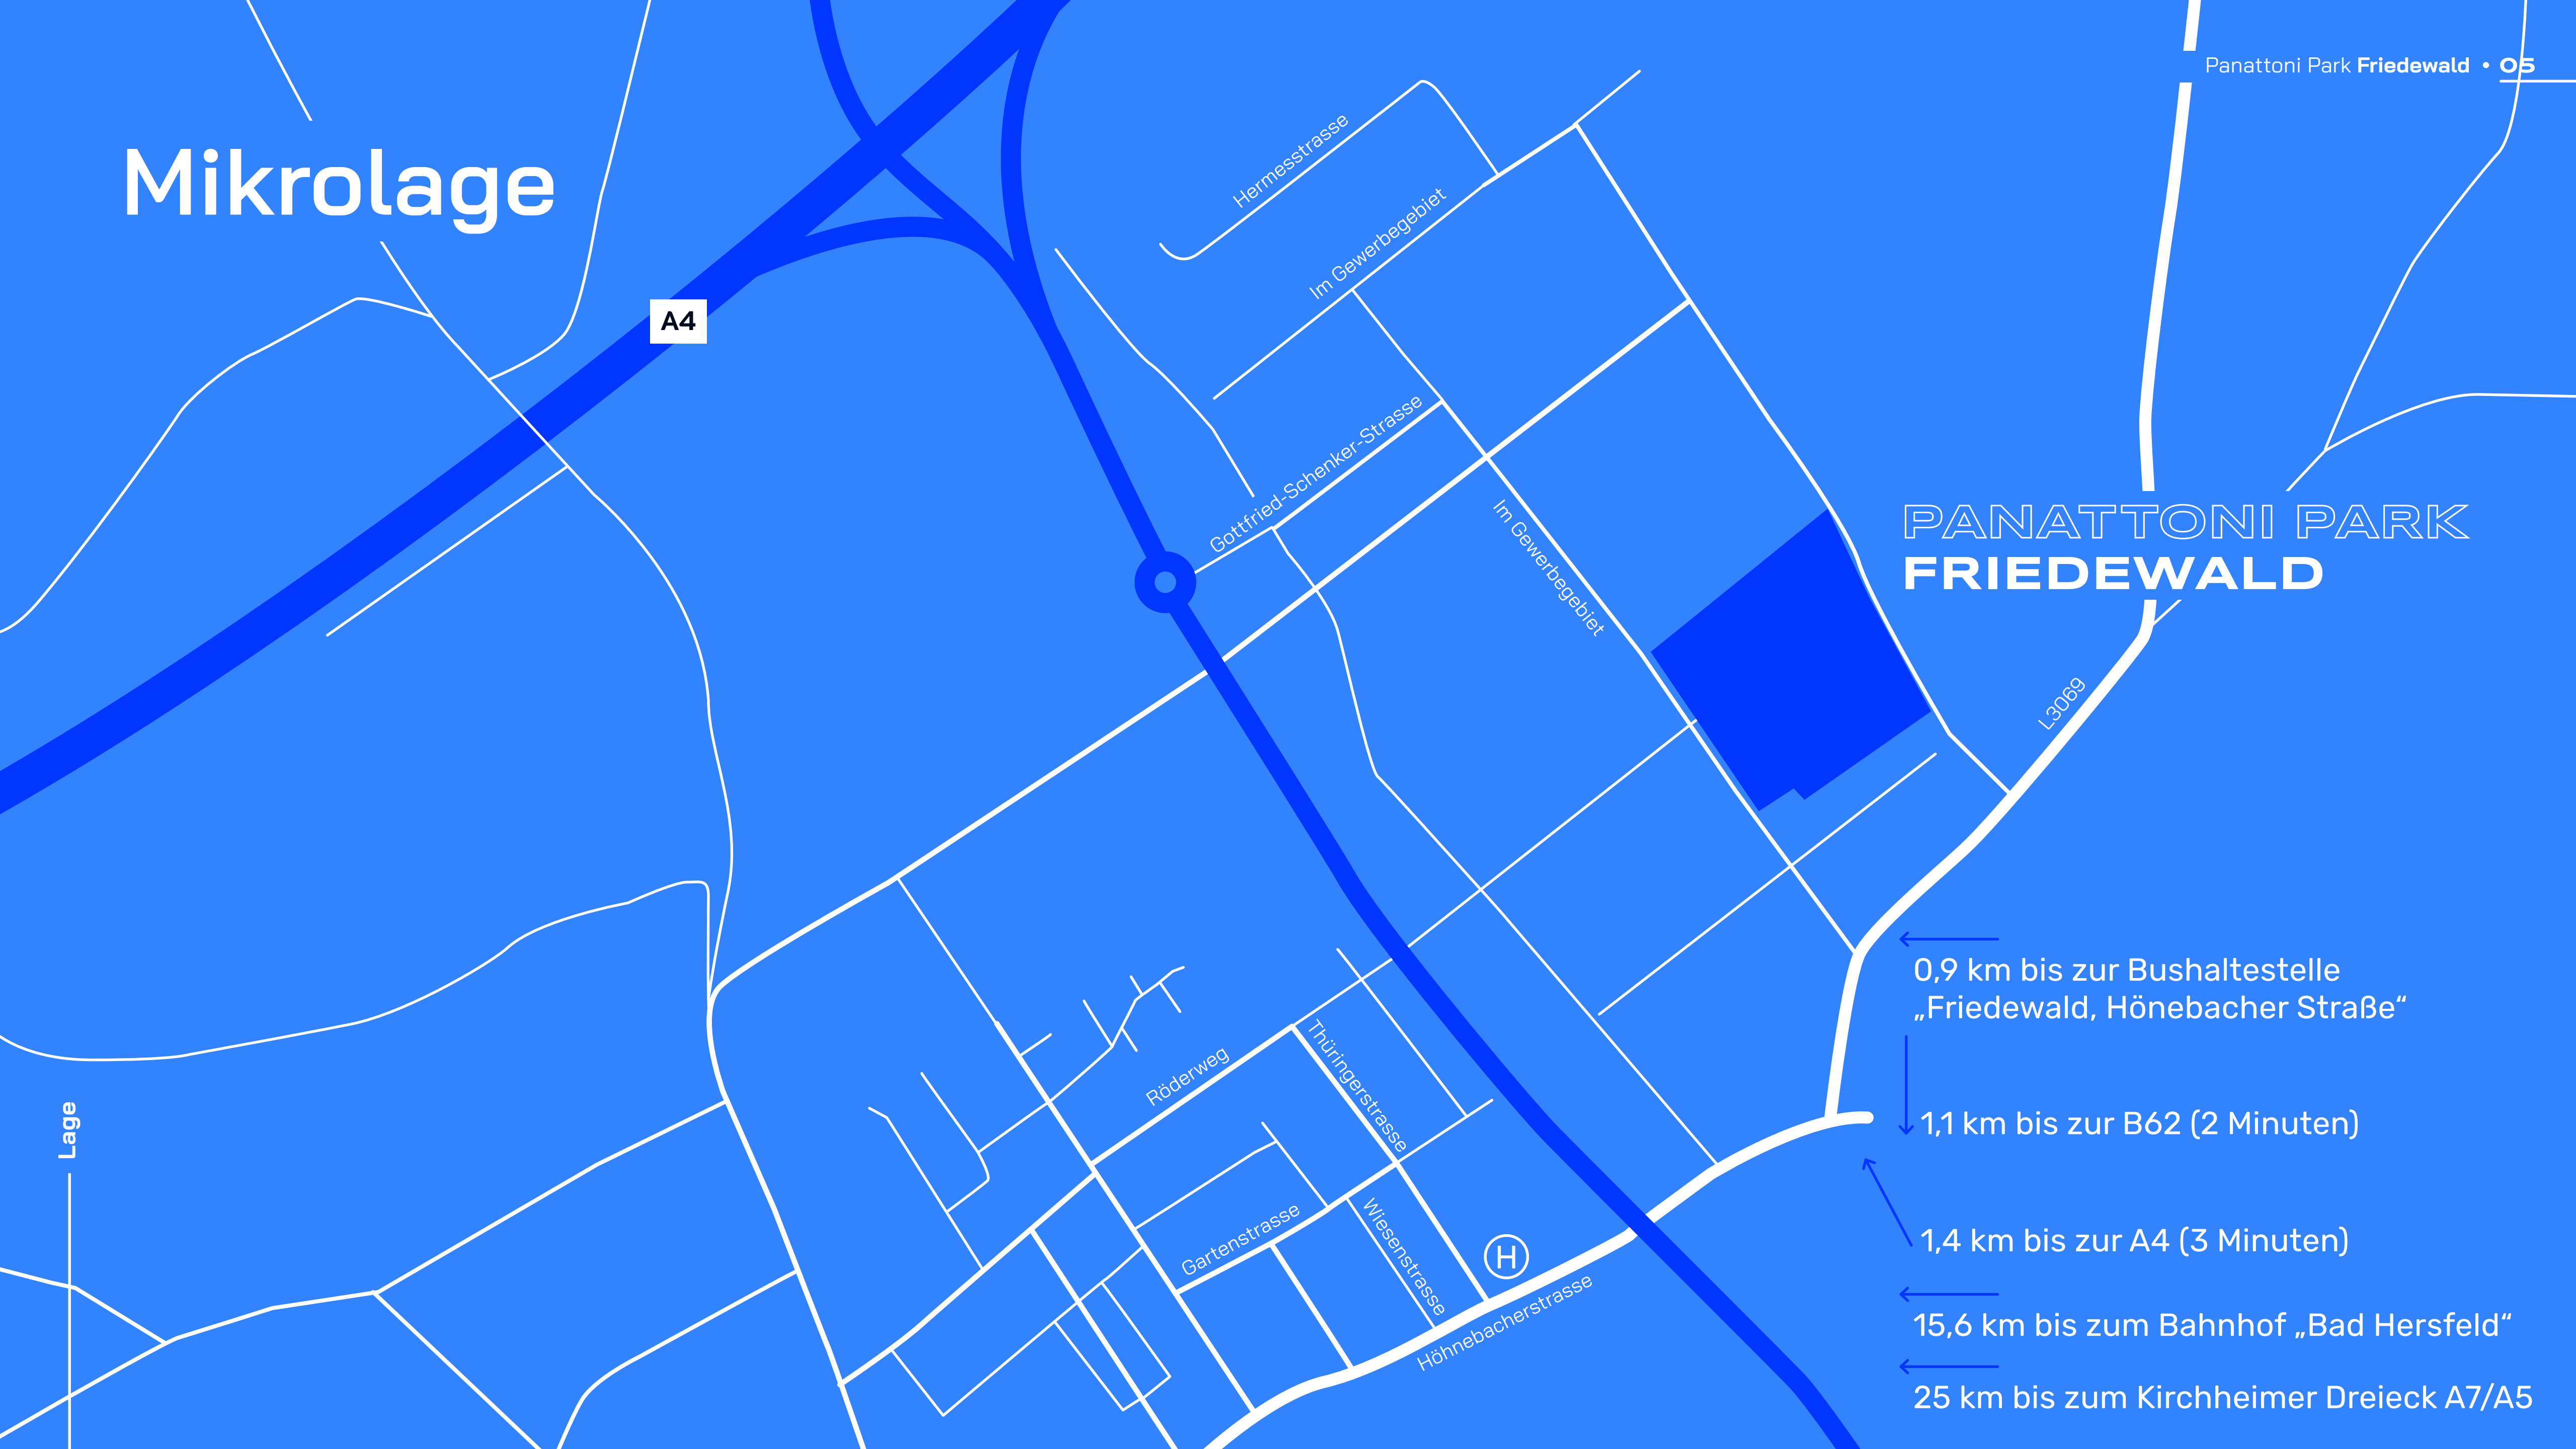 Panattoni Park Friedewald • 05
Mikrolage
A4
Hermesstrasse
Im Gewerbegebiet
Gottfried-Schenker-Strasse
Im Gewerbegebiet
PANATTONI PARK
FRIEDEWALD
L3069
0,9 km bis zur Bushaltestelle
„Friedewald, Hönebacher Straße“
1,1 km bis zur B62 (2 Minuten)
1,4 km bis zur A4 (3 Minuten)
15,6 km bis zum Bahnhof „Bad Hersfeld“
25 km bis zum Kirchheimer Dreieck A7/A5
Röderweg
Thüringerstrasse
Gartenstrasse
Wiesenstrasse
H
Höhnebacherstrasse
Lage